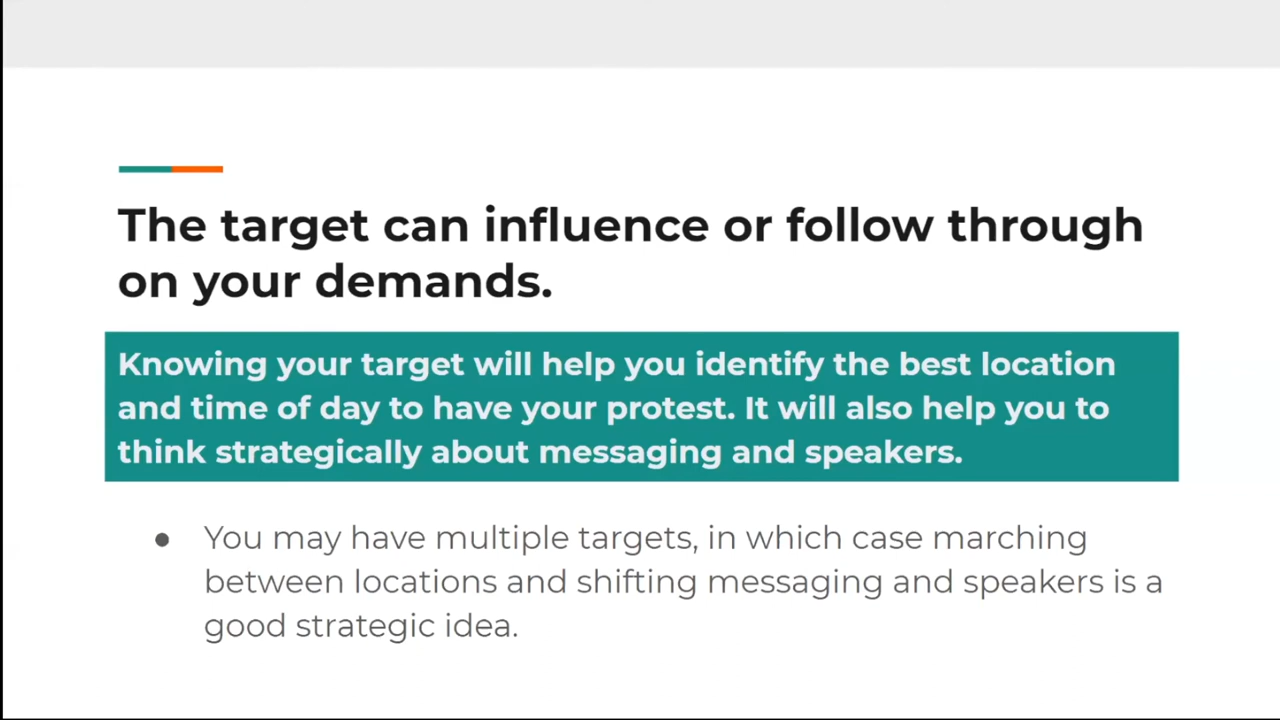 The target can influence or follow through
on your demands.
Knowing your target will help you identify the best location
and time of day to have your protest. It will also help you to
think strategically about messaging and speakers.
● You may have multiple targets, in which case marching
between locations and shifting messaging and speakers is a
good strategic idea.